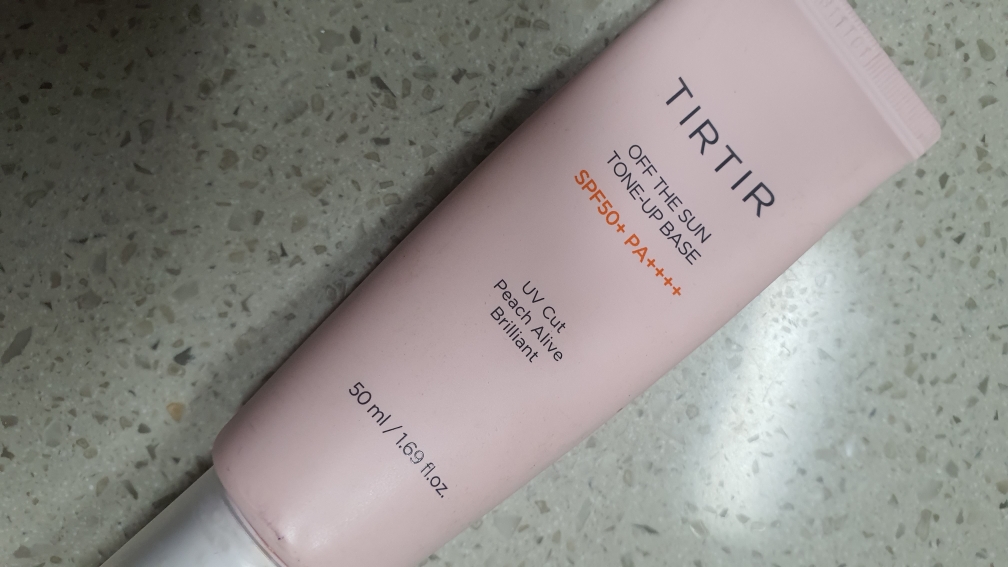 TIRTIR
OFF THE SUN
TONE-UP BASE
SPF50+ PA++++
UV Cut
Peach Alive
Brilliant
50 ml / 1.69 fl.oz.